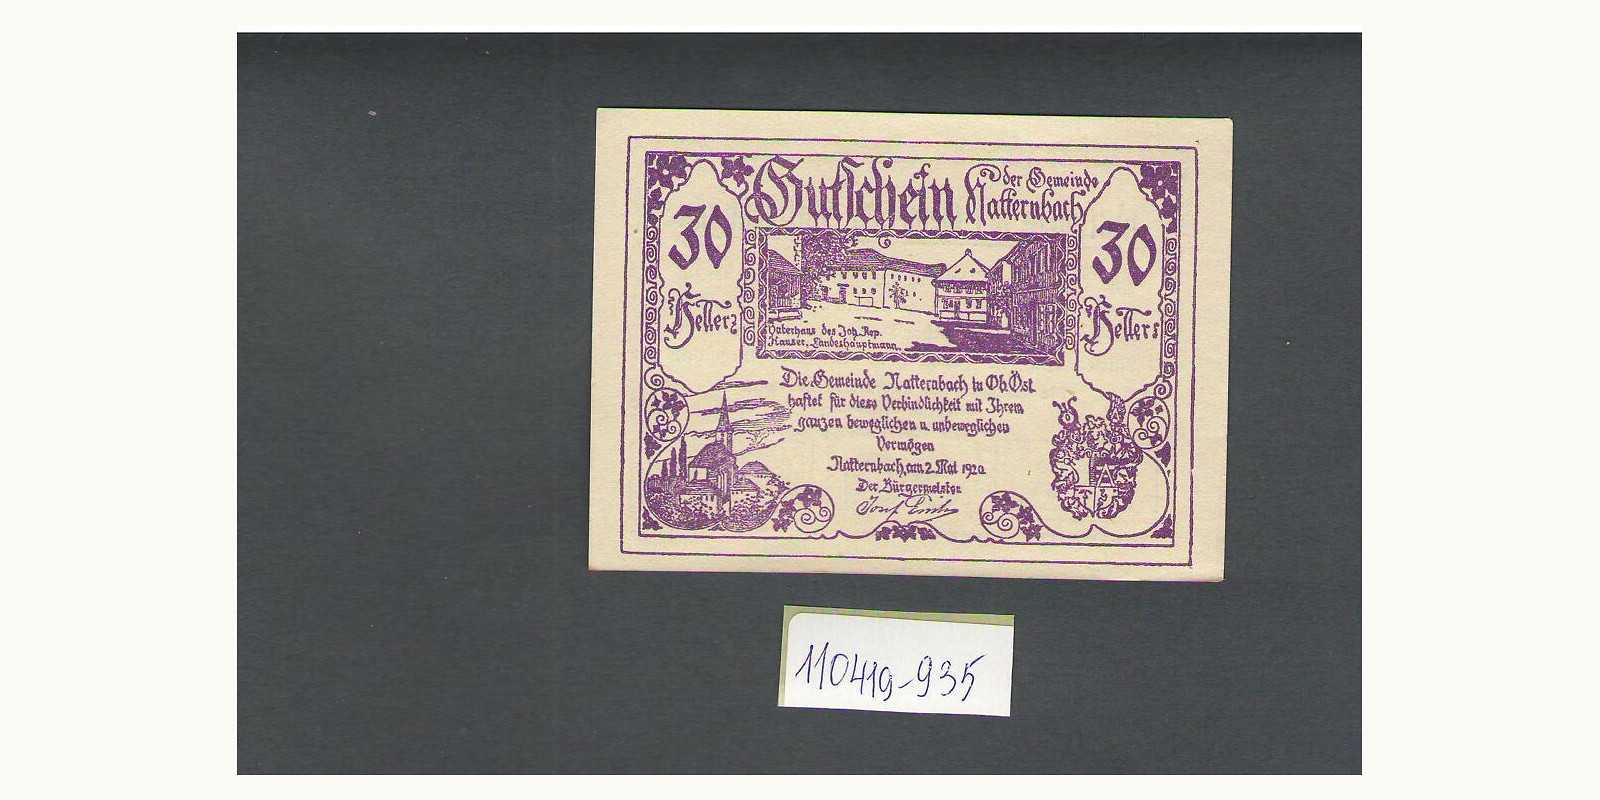 Gutschein der Gemeinde
Natternbach
30
Heller
30
Heller
Vaterhaus des Joh. Nep.
Hauser, Landeshauptmann.
Die Gemeinde Natternbach in Ob. Öst.
haftet für diese Verbindlichkeit mit Ihrem
ganzen beweglichen u. unbeweglichen
Vermögen
Natternbach, am 2. Mai 1920
Der Bürgermeister
Josef
110419-935